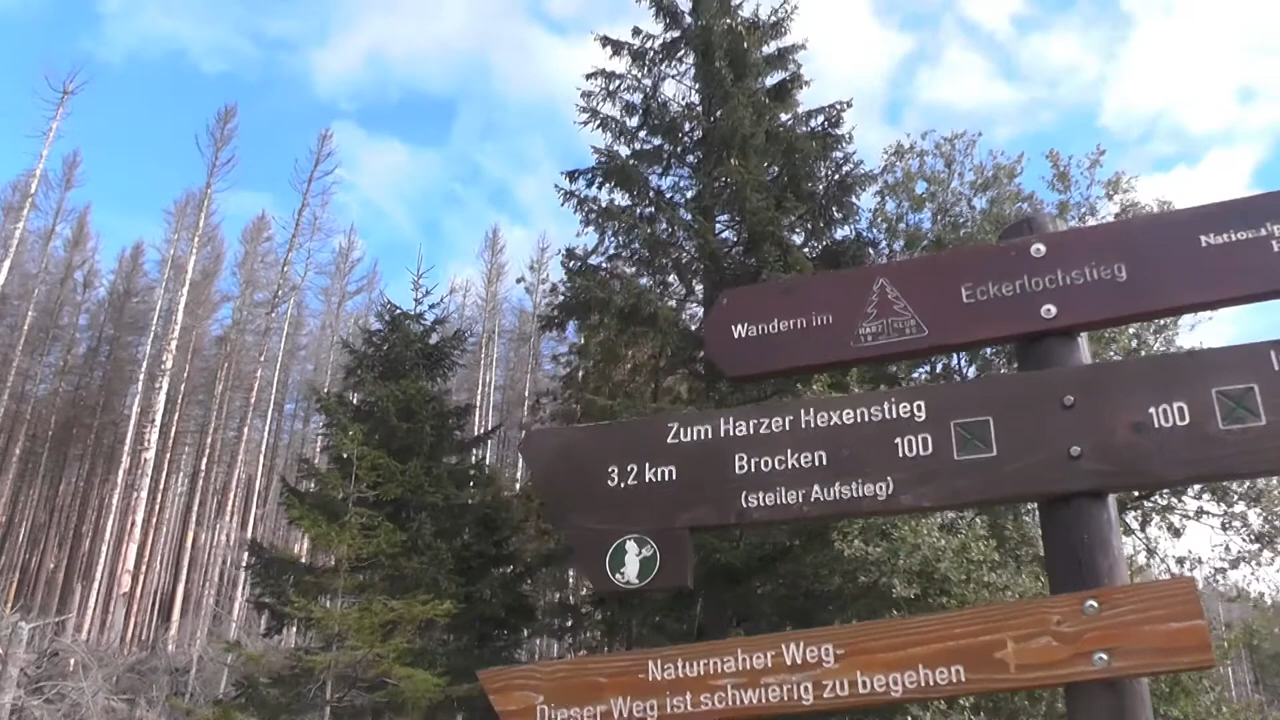 Wandern im
HARZ KLUB
Eckerlochstieg
Zum Harzer Hexenstieg
3,2 km Brocken 10D
(steiler Aufstieg)
10D
-Naturnaher Weg-
Dieser Weg ist schwierig zu begehen